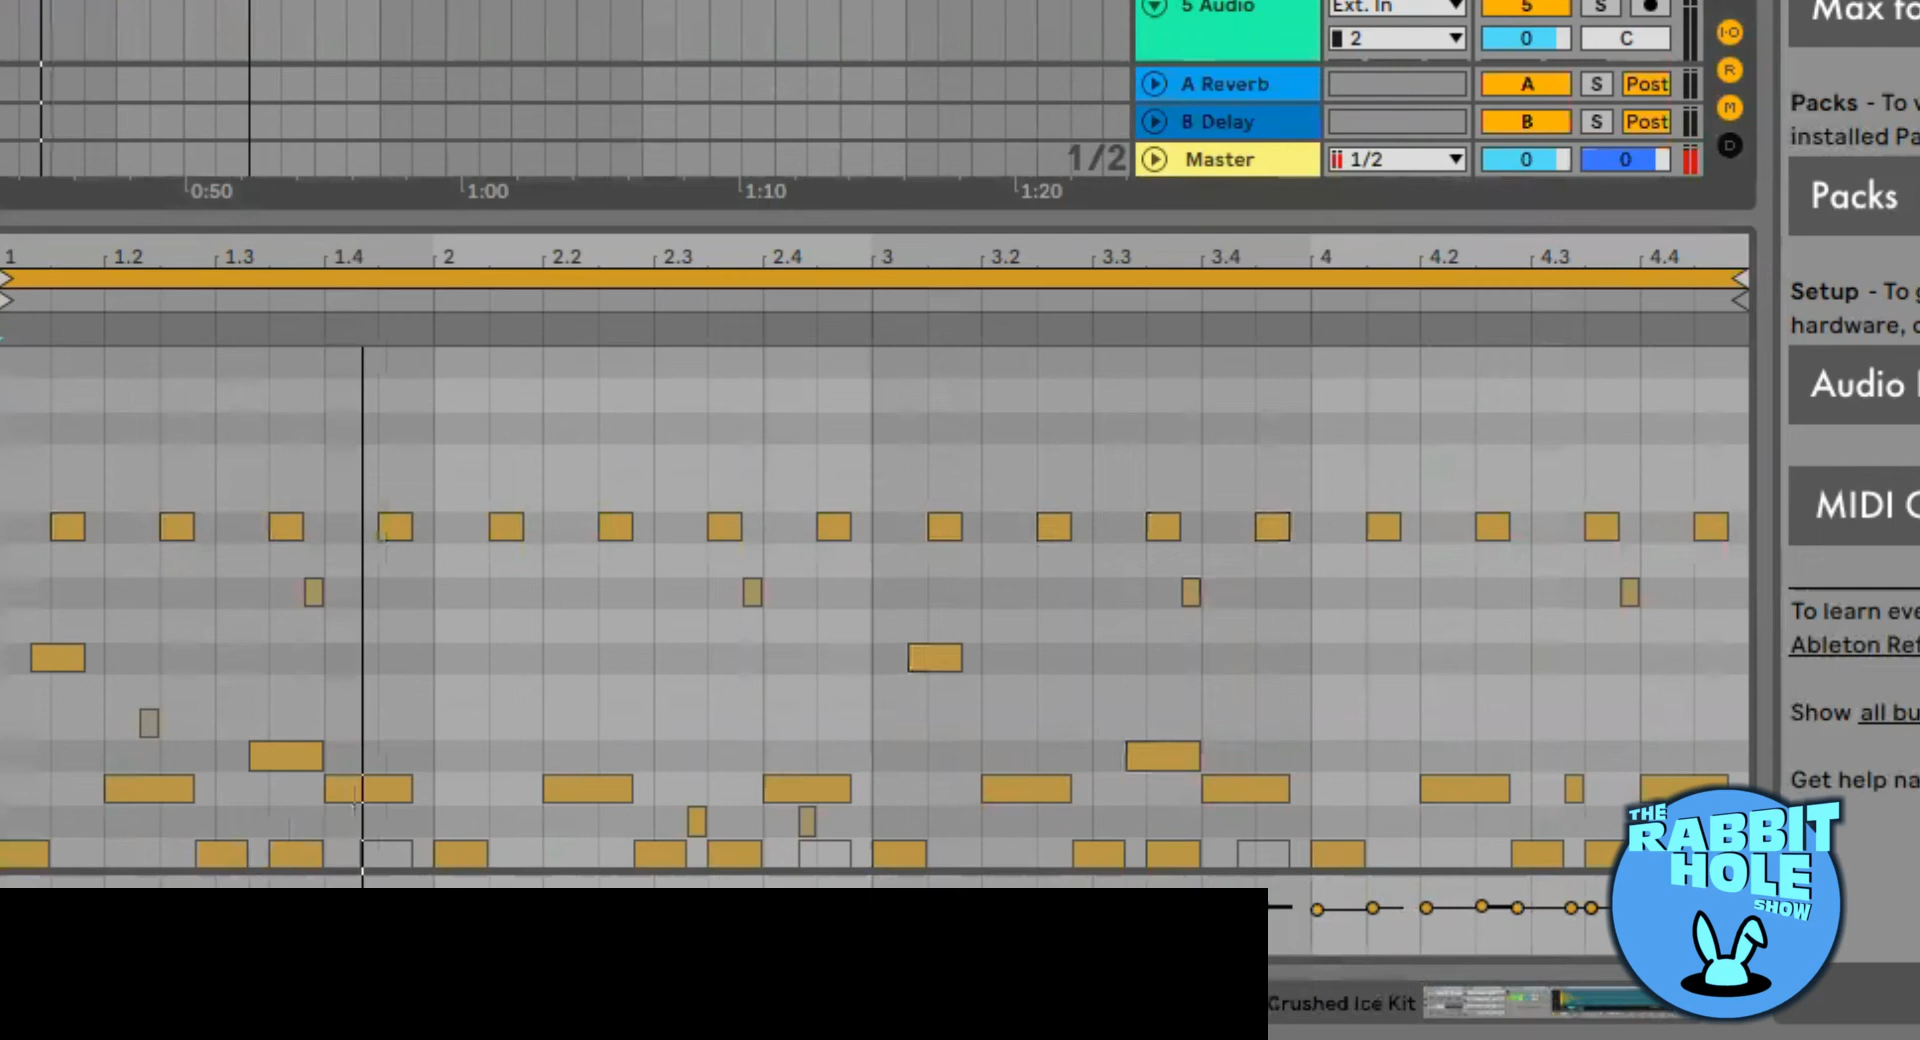 5 Audio
Ext. In
5
S
2
0
C
A Reverb
A
S
Post
B Delay
B
S
Post
1/2
Master
1/2
0
0
I·O
R
M
D
0:50
1:00
1:10
1:20
1
1.2
1.3
1.4
2
2.2
2.3
2.4
3
3.2
3.3
3.4
4
4.2
4.3
4.4
Max fo
Packs - To
installed Pa
Packs
Setup - To g
hardware,
Audio
MIDI C
To learn eve
Ableton Ref
Show all bu
Get help na
Crushed Ice Kit
THE
RABBIT
HOLE
SHOW